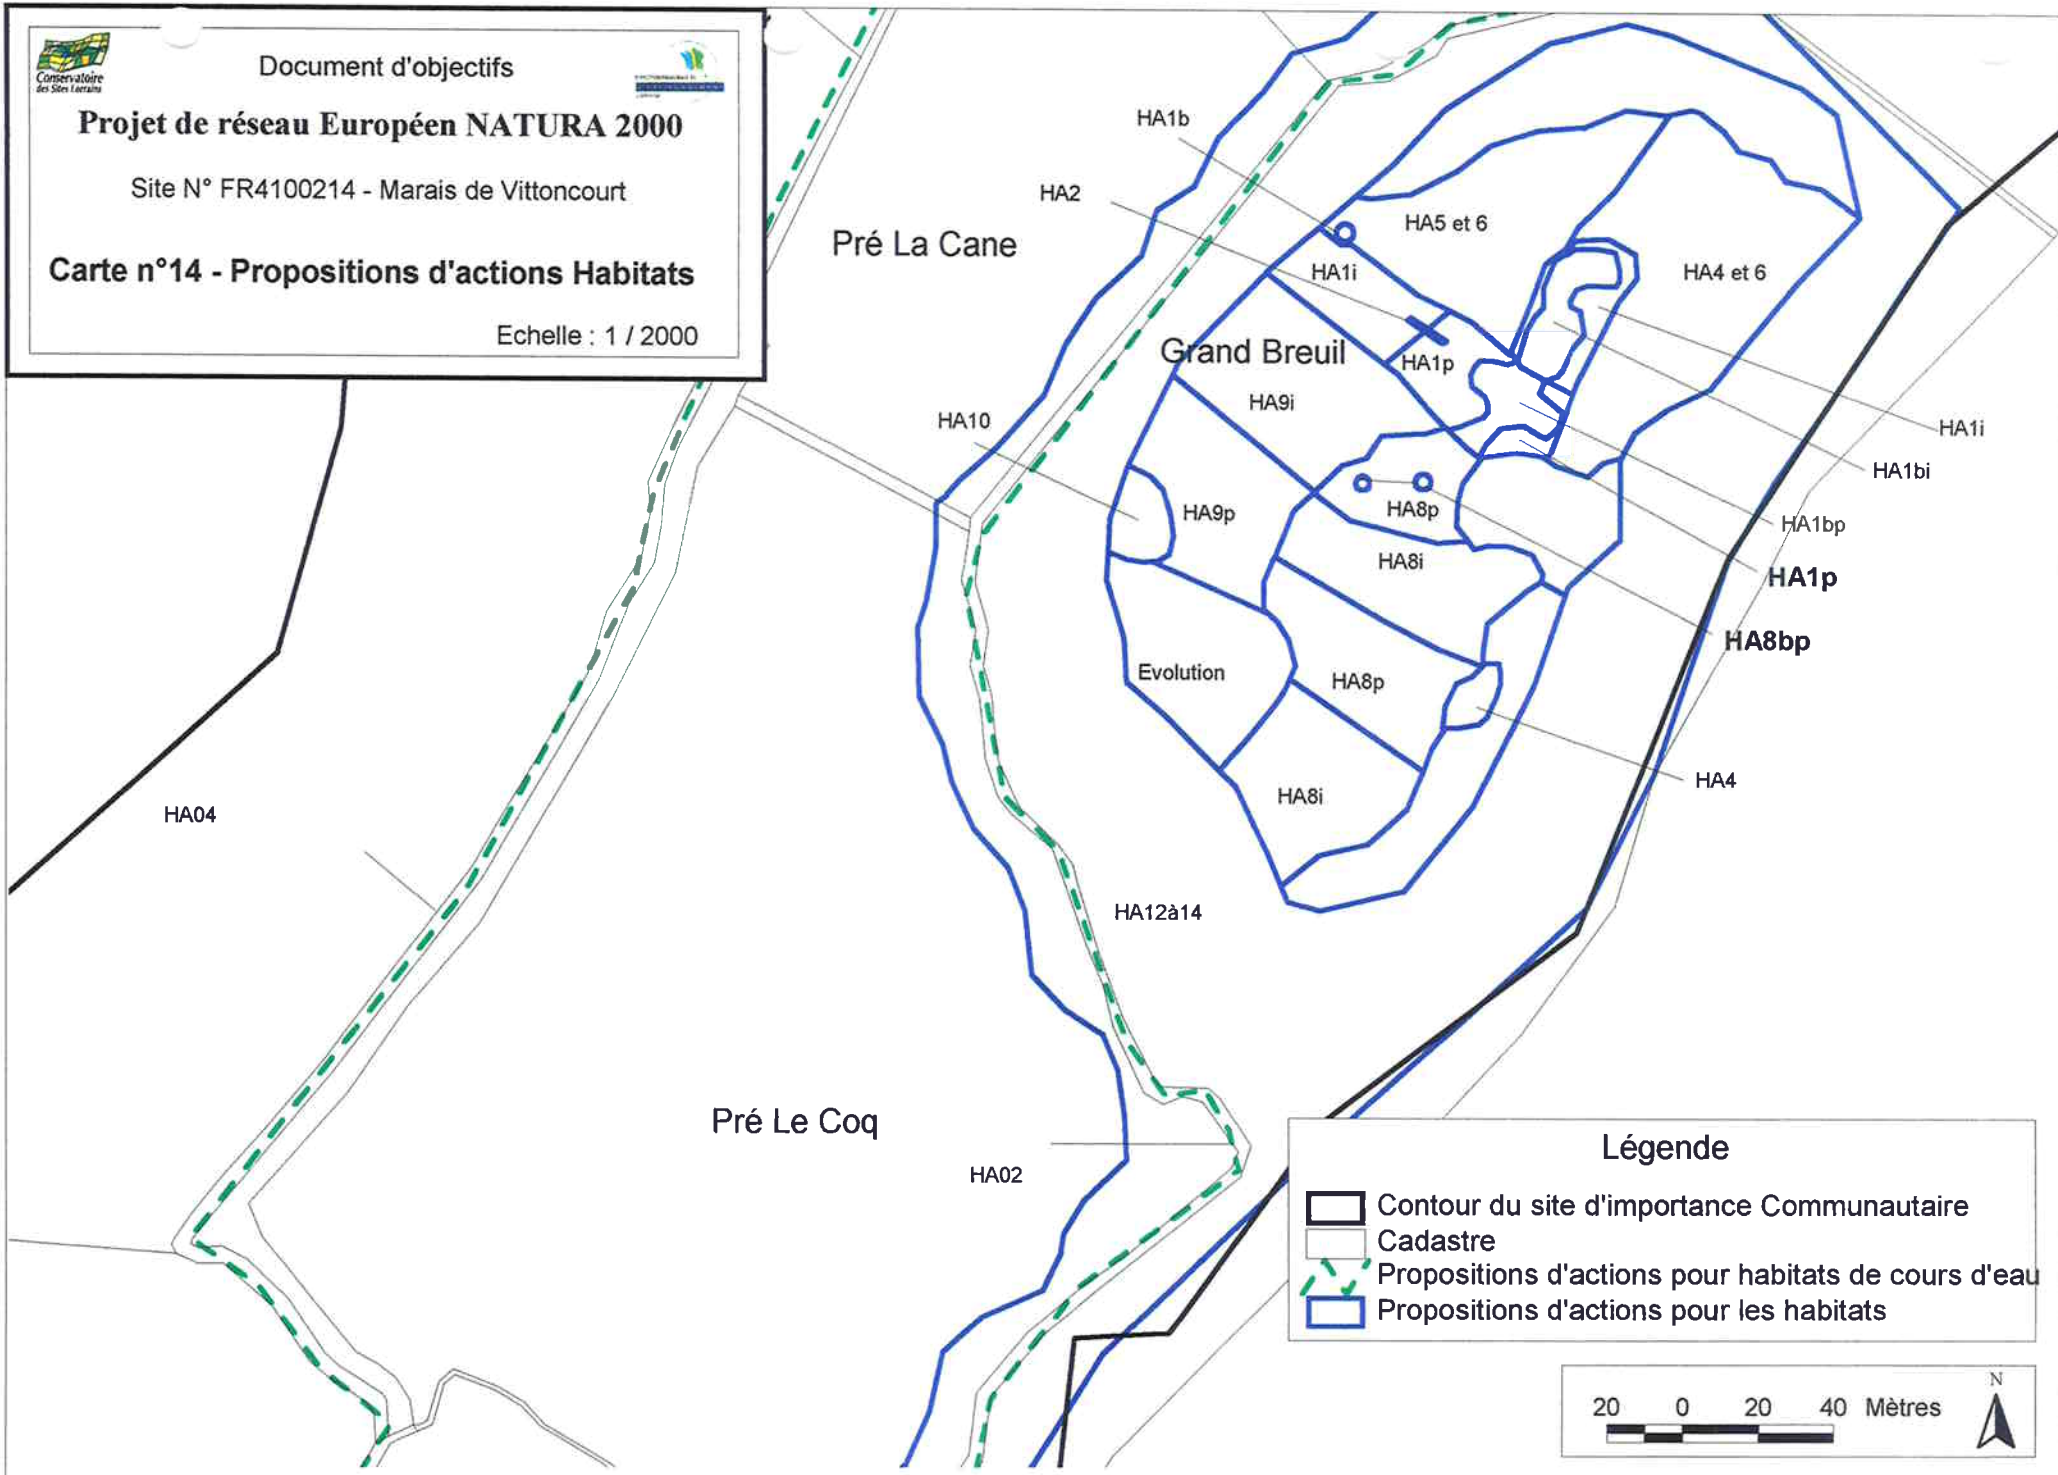 Conservatoire
des Sites Lorrains
Document d'objectifs
Projet de réseau Européen NATURA 2000
Site N° FR4100214 - Marais de Vittoncourt
Carte n°14 - Propositions d'actions Habitats
Echelle : 1 / 2000
HA1b
HA2
Pré La Cane
HA5 et 6
HA1i
HA4 et 6
Grand Breuil
HA1p
HA9i
HA10
HA1i
HA1bi
HA9p
HA8p
HA1bp
HA8i
HA1p
HA8bp
Evolution
HA8p
HA4
HA8i
HA04
HA12à14
Pré Le Coq
HA02
Légende
Contour du site d'importance Communautaire
Cadastre
Propositions d'actions pour habitats de cours d'eau
Propositions d'actions pour les habitats
20 0 20 40 Mètres
N